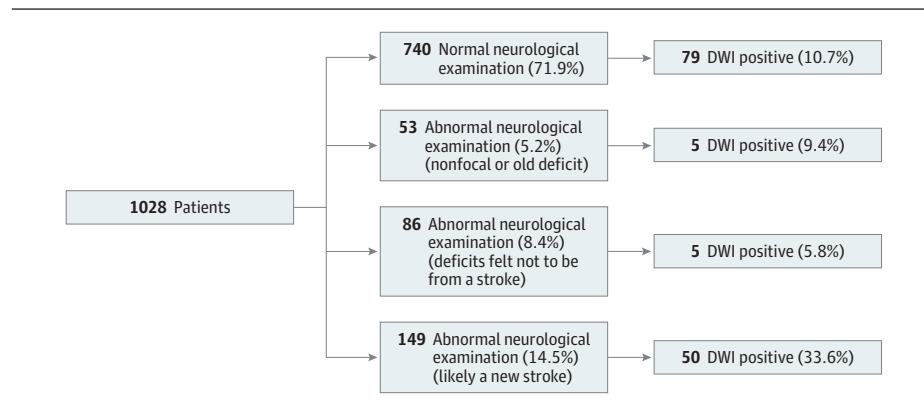 740 Normal neurological
examination (71.9%)
79 DWI positive (10.7%)
53 Abnormal neurological
examination (5.2%)
(nonfocal or old deficit)
5 DWI positive (9.4%)
1028 Patients
86 Abnormal neurological
examination (8.4%)
(deficits felt not to be
from a stroke)
5 DWI positive (5.8%)
149 Abnormal neurological
examination (14.5%)
(likely a new stroke)
50 DWI positive (33.6%)